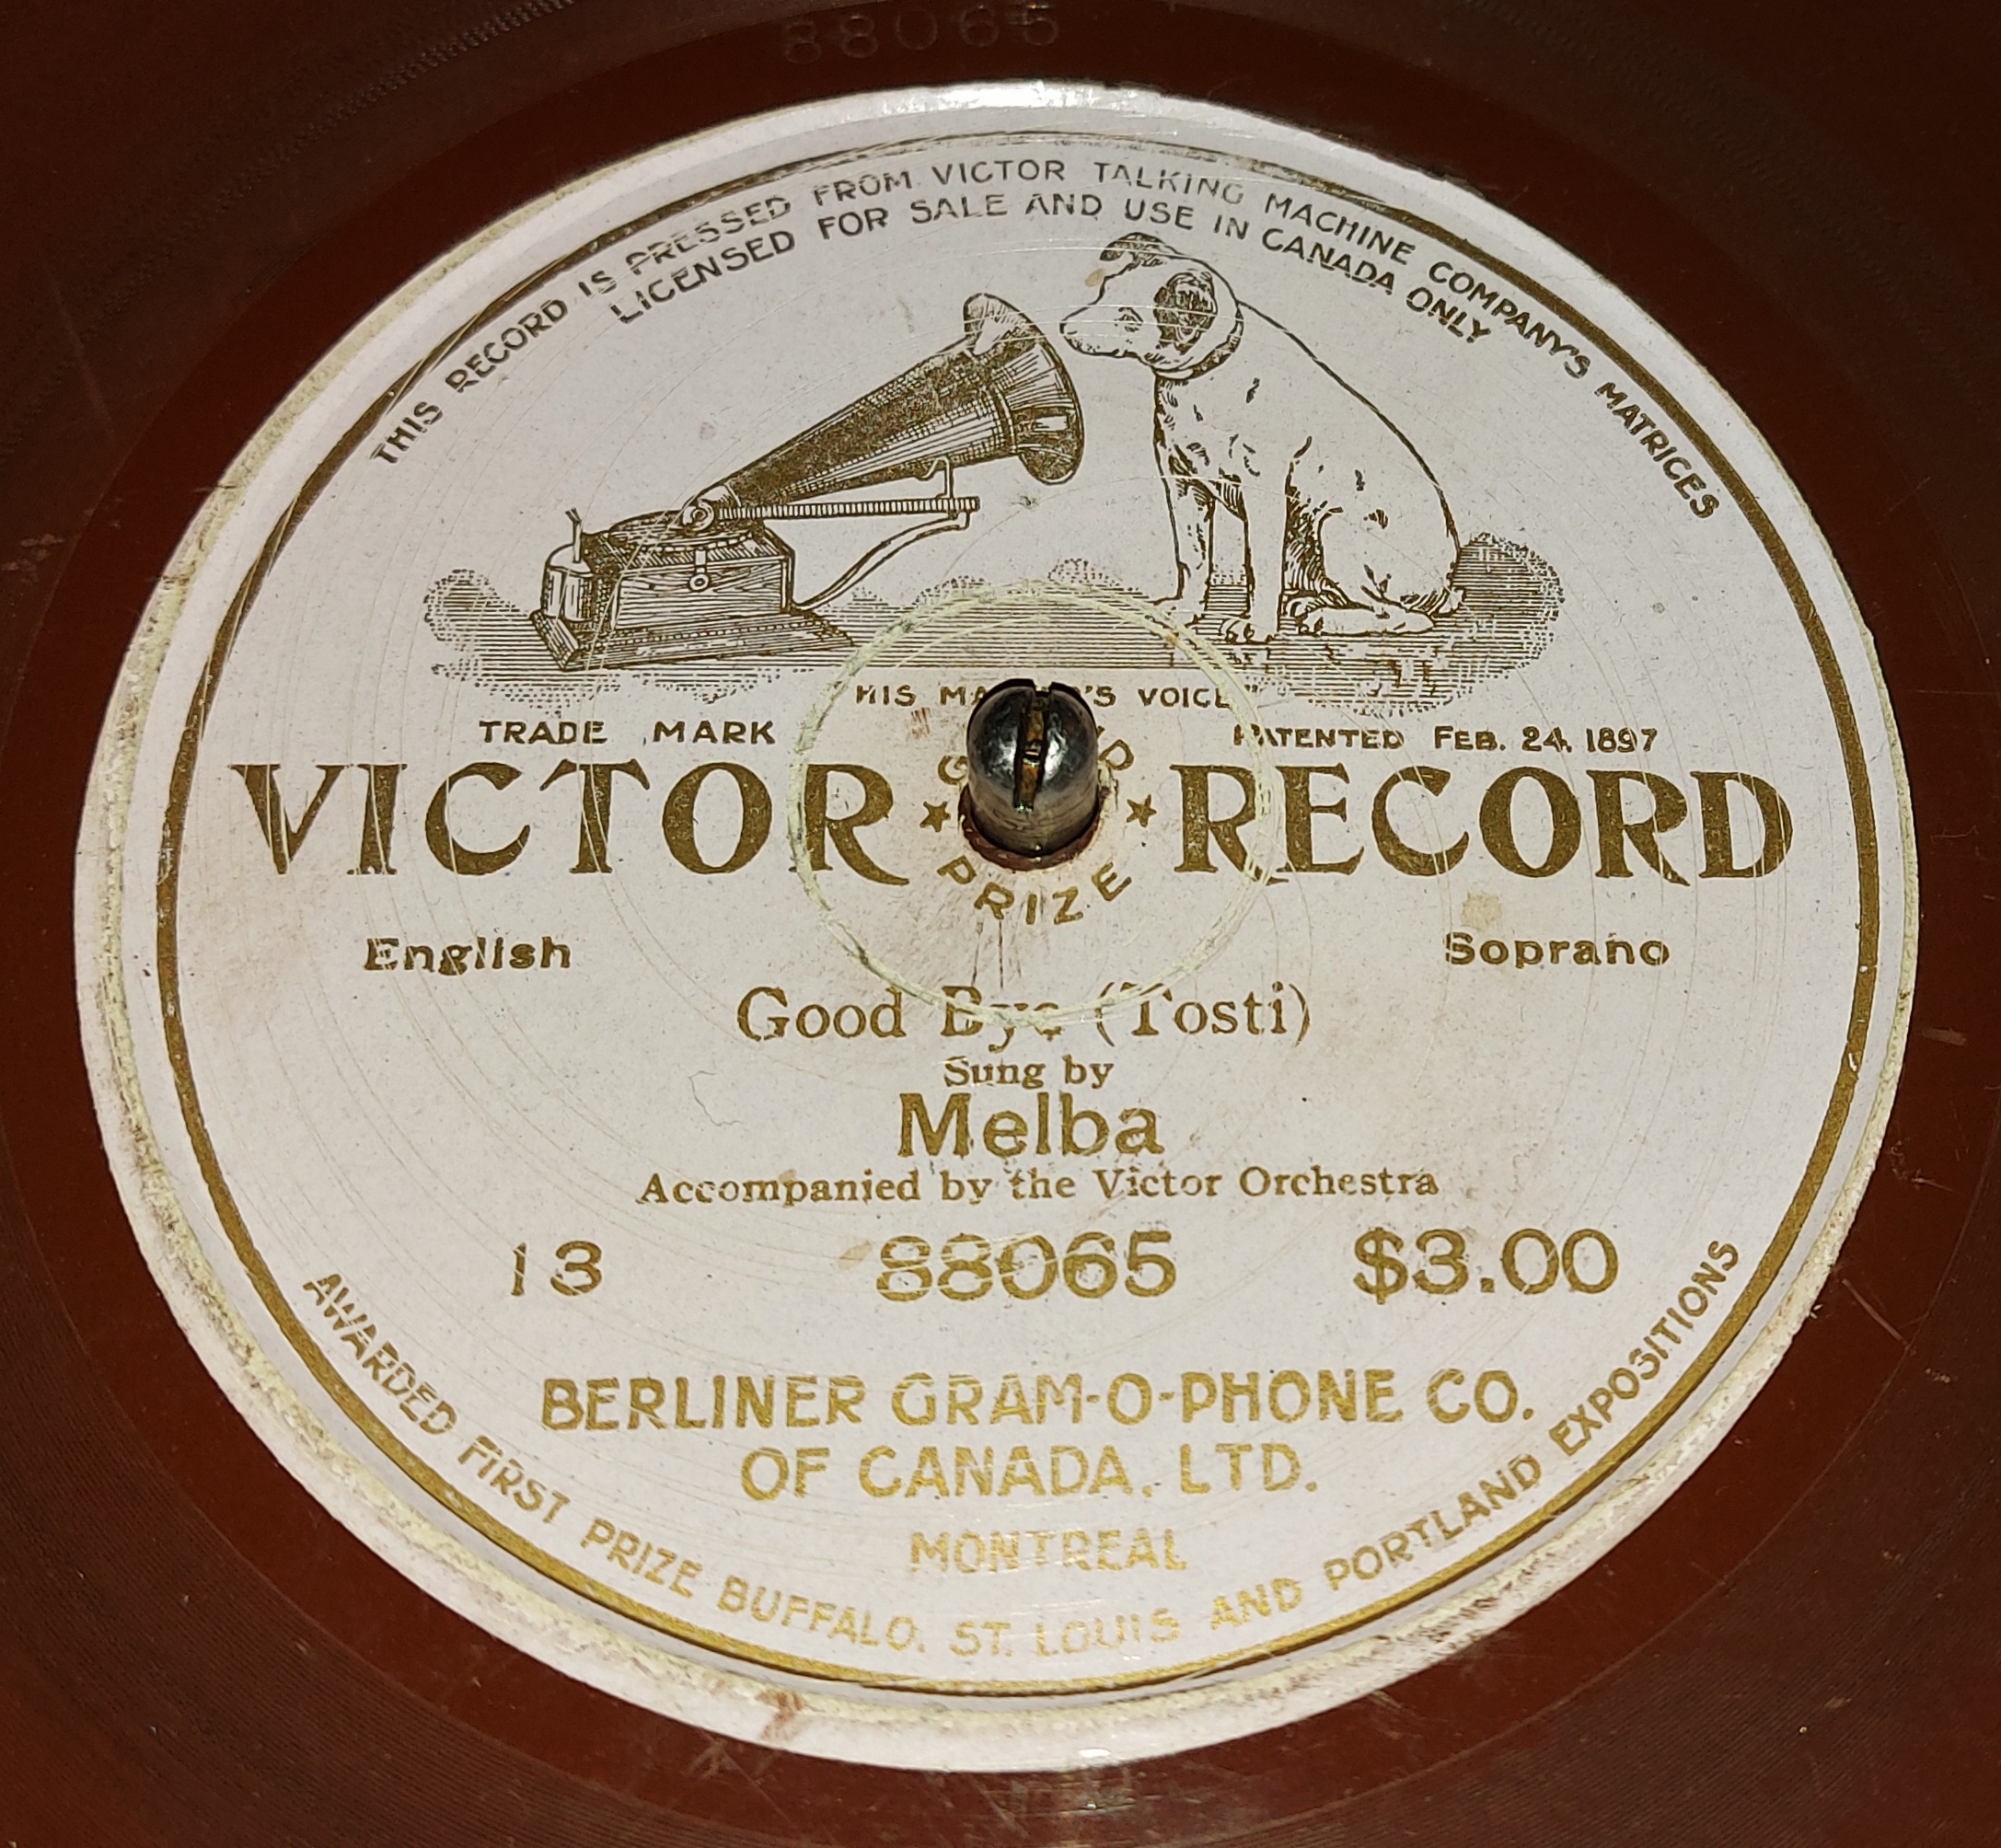 88065
THIS RECORD IS PRESSED FROM VICTOR TALKING MACHINE COMPANY'S MATRICES
LICENSED FOR SALE AND USE IN CANADA ONLY
HIS 'S VOICE"
TRADE MARK
PATENTED FEB. 24, 1897
VICTOR RECORD
PRIZE
English
Soprano
Good Bye (Tosti)
Sung by
Melba
Accompanied by the Victor Orchestra
13 88065 $3.00
BERLINER GRAM-O-PHONE CO.
OF CANADA, LTD.
MONTREAL
AWARDED FIRST PRIZE BUFFALO. ST. LOUIS AND PORTLAND EXPOSITIONS